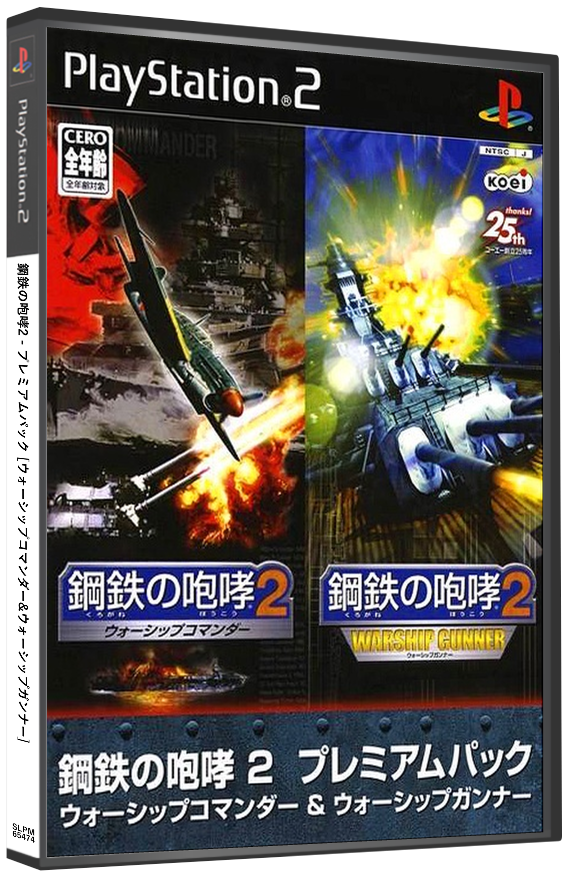 PlayStation®2
PlayStation®2
鋼鉄の咆哮2 - プレミアムパック [ウォーシップコマンダー&ウォーシップガンナー]
SLPM
65474
CERO
全年齢
全年齢対象
COMMANDER
NTSC J
KOEI
thanks!
25th
コーエー創立25周年
鋼鉄の咆哮2
くろがね ほうこう
ウォーシップコマンダー
鋼鉄の咆哮2
くろがね ほうこう
WARSHIP GUNNER
ウォーシップガンナー
鋼鉄の咆哮 2 プレミアムパック
ウォーシップコマンダー & ウォーシップガンナー